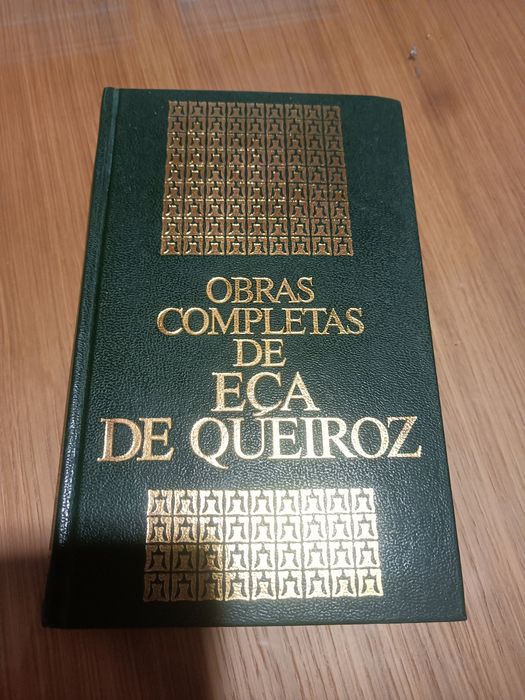 OBRAS
COMPLETAS
DE
EÇA
DE QUEIROZ